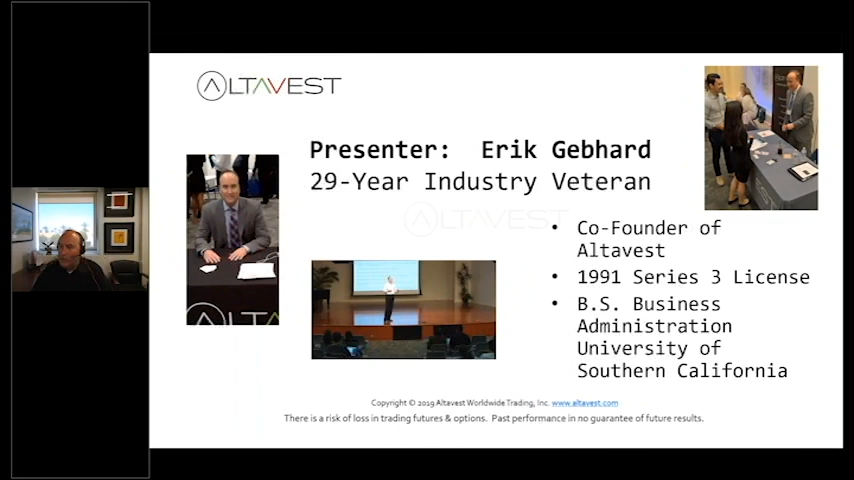 ALTAVEST
Presenter: Erik Gebhard
29-Year Industry Veteran
ALTAVEST
• Co-Founder of
Altavest
• 1991 Series 3 License
• B.S. Business
Administration
University of
Southern California
Copyright © 2019 Altavest Worldwide Trading, Inc. www.altavest.com
There is a risk of loss in trading futures & options. Past performance in no guarantee of future results.